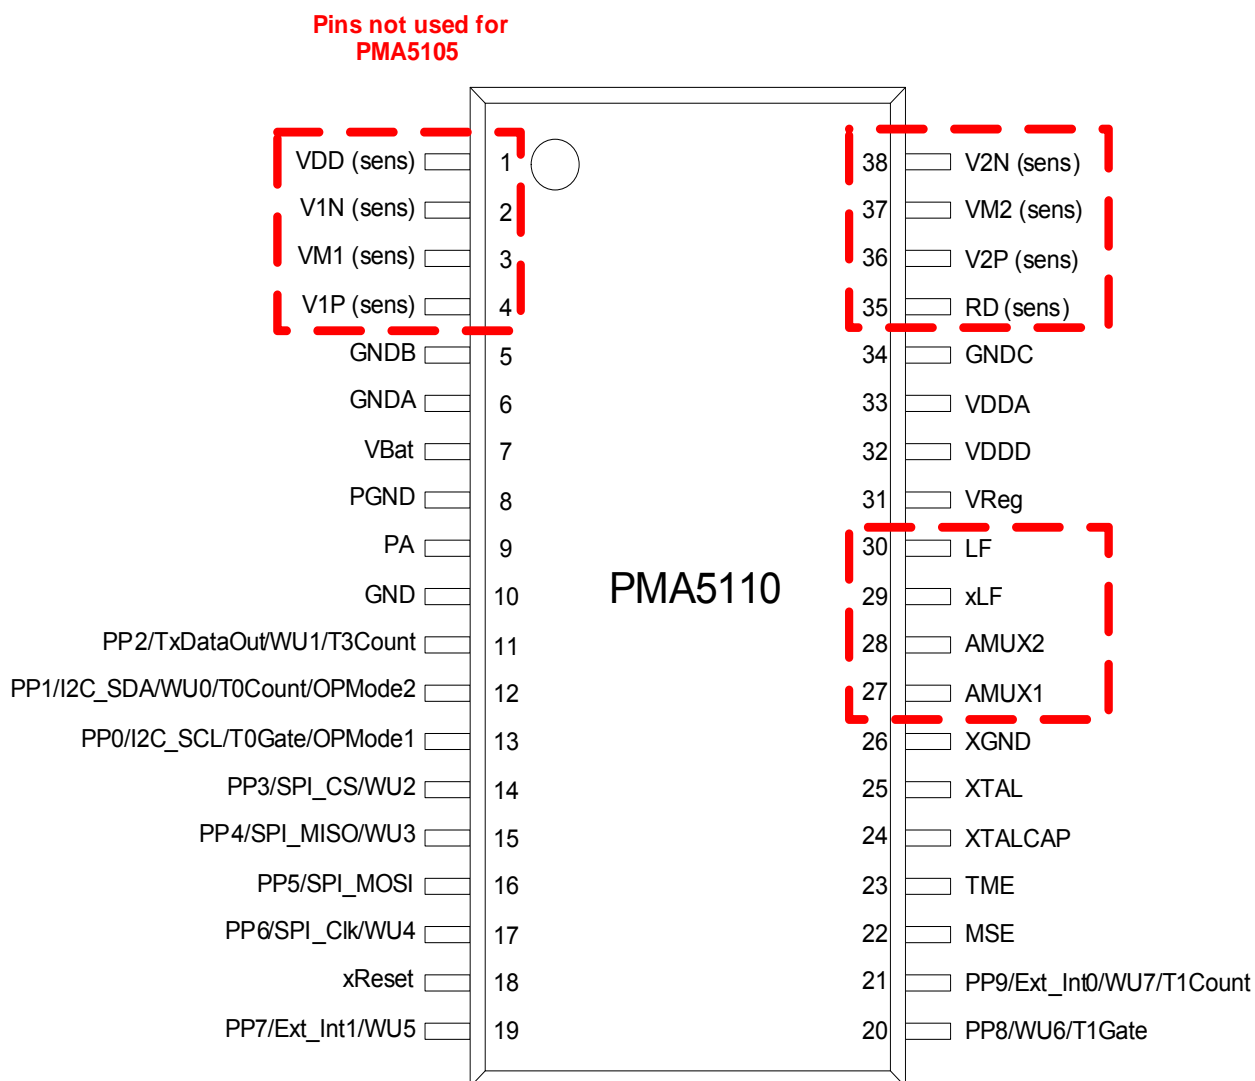 Pins not used for
PMA5105
VDD (sens) 1
V1N (sens) 2
VM1 (sens) 3
V1P (sens) 4
GNDB 5
GNDA 6
VBat 7
PGND 8
PA 9
GND 10
PP2/TxDataOut/WU1/T3Count 11
PP1/I2C_SDA/WU0/T0Count/OPMode2 12
PP0/I2C_SCL/T0Gate/OPMode1 13
PP3/SPI_CS/WU2 14
PP4/SPI_MISO/WU3 15
PP5/SPI_MOSI 16
PP6/SPI_Clk/WU4 17
xReset 18
PP7/Ext_Int1/WU5 19
PMA5110
38 V2N (sens)
37 VM2 (sens)
36 V2P (sens)
35 RD (sens)
34 GNDC
33 VDDA
32 VDDD
31 VReg
30 LF
29 xLF
28 AMUX2
27 AMUX1
26 XGND
25 XTAL
24 XTALCAP
23 TME
22 MSE
21 PP9/Ext_Int0/WU7/T1Count
20 PP8/WU6/T1Gate